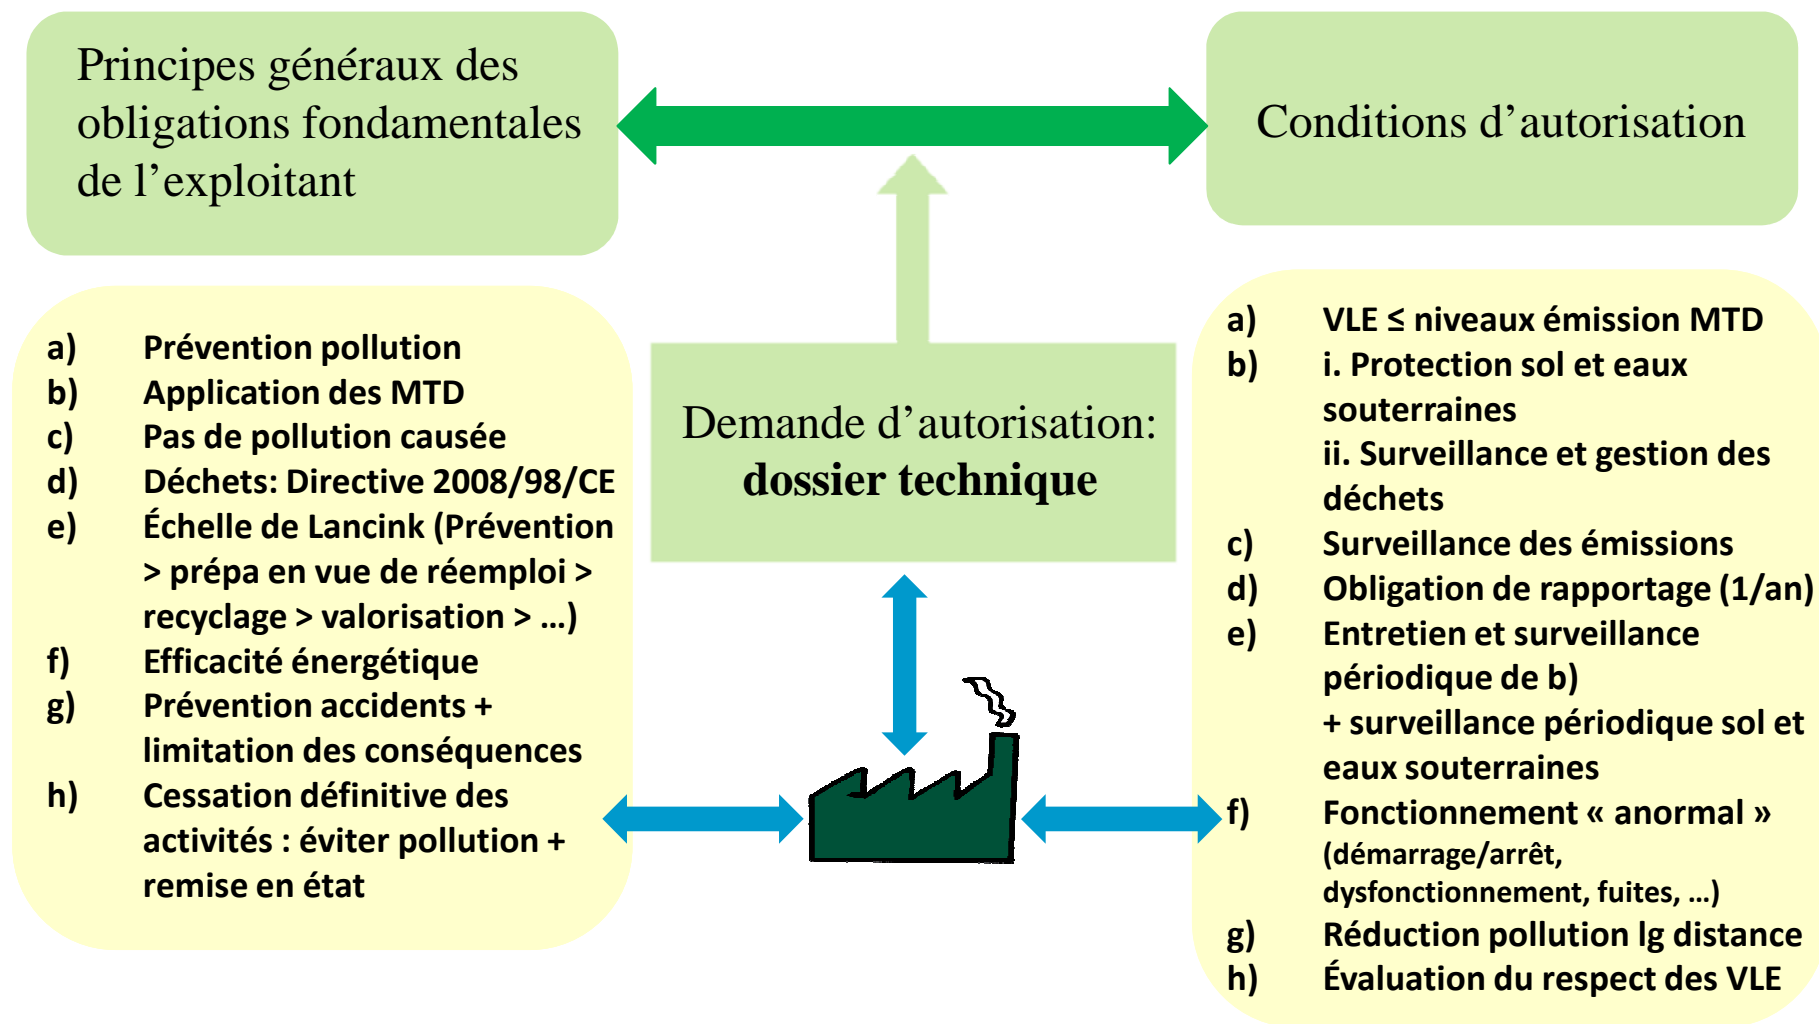 Principes généraux des
obligations fondamentales
de l’exploitant
Conditions d’autorisation
a) Prévention pollution
b) Application des MTD
c) Pas de pollution causée
d) Déchets: Directive 2008/98/CE
e) Échelle de Lancink (Prévention
> prépa en vue de réemploi >
recyclage > valorisation > …)
f) Efficacité énergétique
g) Prévention accidents +
limitation des conséquences
h) Cessation définitive des
activités : éviter pollution +
remise en état
Demande d’autorisation:
dossier technique
a) VLE ≤ niveaux émission MTD
b) i. Protection sol et eaux
souterraines
ii. Surveillance et gestion des
déchets
c) Surveillance des émissions
d) Obligation de rapportage (1/an)
e) Entretien et surveillance
périodique de b)
+ surveillance périodique sol et
eaux souterraines
f) Fonctionnement « anormal »
(démarrage/arrêt,
dysfonctionnement, fuites, …)
g) Réduction pollution lg distance
h) Évaluation du respect des VLE